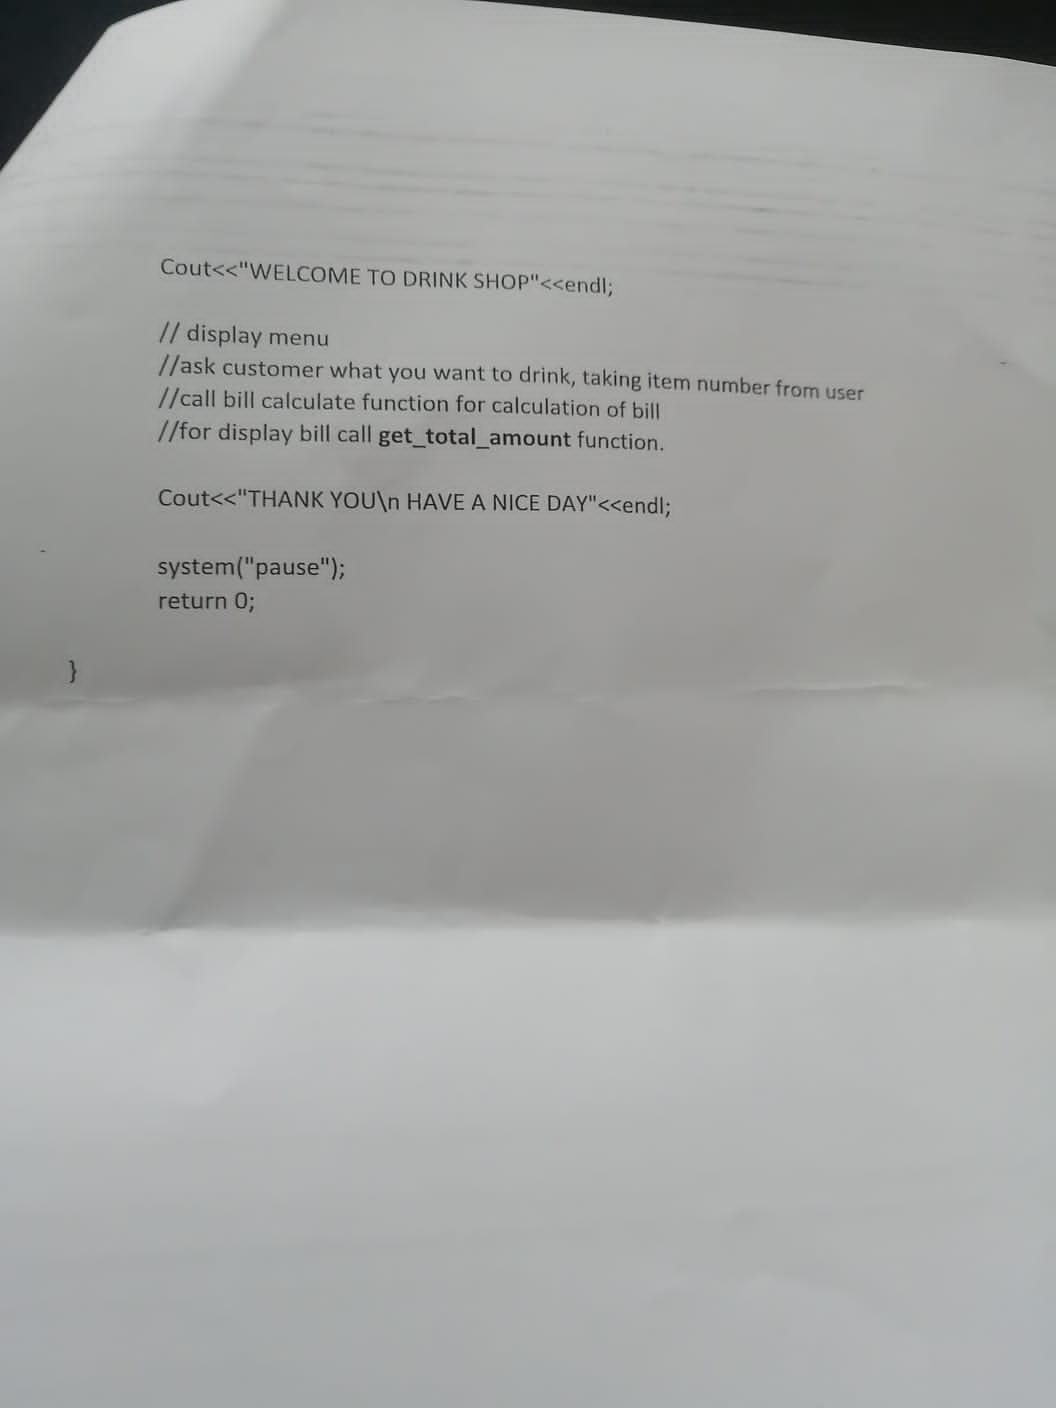 Cout<<"WELCOME TO DRINK SHOP"<<endl;
// display menu
//ask customer what you want to drink, taking item number from user
//call bill calculate function for calculation of bill
//for display bill call get_total_amount function.
Cout<<"THANK YOU\n HAVE A NICE DAY"<<endl;
system("pause");
return 0;
}